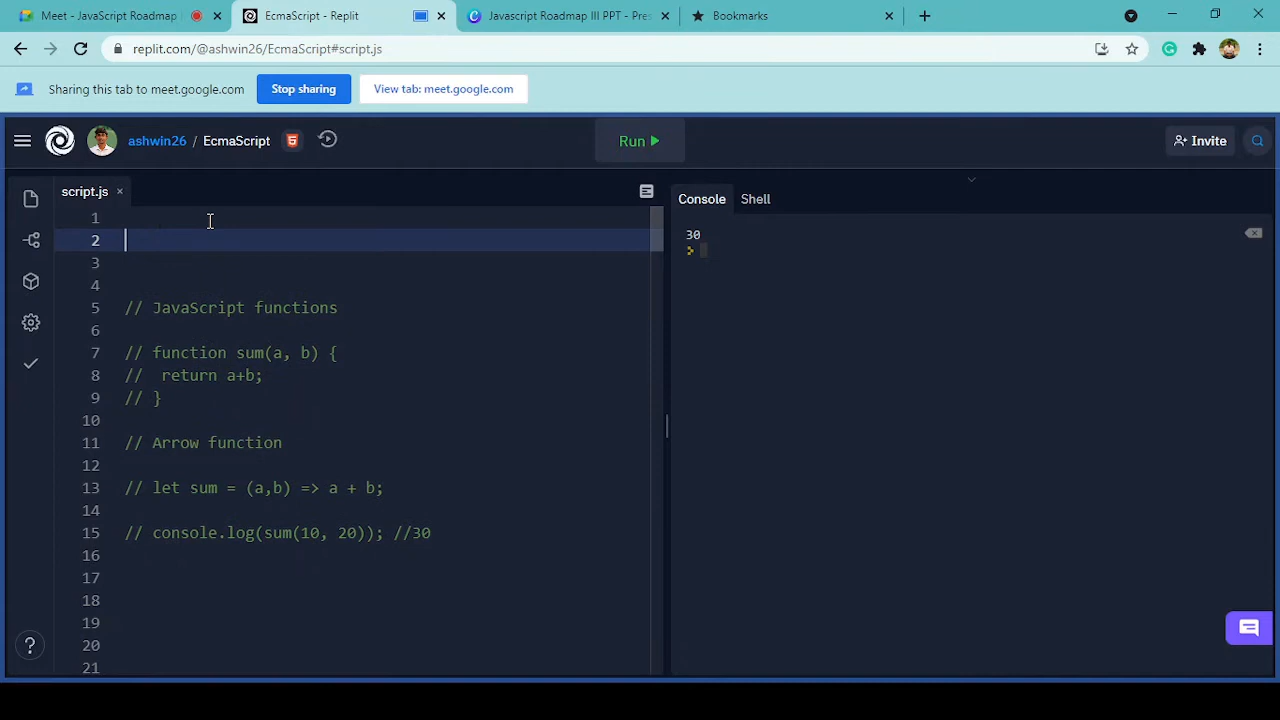 Meet - JavaScript Roadmap
EcmaScript - Replit
Javascript Roadmap III PPT - Pres
Bookmarks
replit.com/@ashwin26/EcmaScript#script.js
Sharing this tab to meet.google.com
Stop sharing
View tab: meet.google.com
ashwin26 / EcmaScript
Run
Invite
script.js
Console
Shell
1
2
3
4
5 // JavaScript functions
6
7 // function sum(a, b) {
8 //  return a+b;
9 // }
10
11 // Arrow function
12
13 // let sum = (a,b) => a + b;
14
15 // console.log(sum(10, 20)); //30
16
17
18
19
20
21
30
>
?